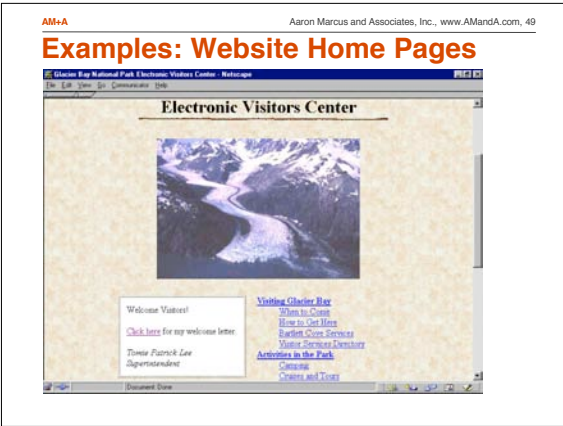 AM+A
Aaron Marcus and Associates, Inc., www.AMandA.com, 49
Examples: Website Home Pages
Glacier Bay National Park Electronic Visitors Center - Netscape
File Edit View Go Communicator Help
Electronic Visitors Center
Welcome Visitors!
Click here for my welcome letter.
Tomie Patrick Lee
Superintendent
Visiting Glacier Bay
When to Come
How to Get Here
Bartlett Cove Services
Visitor Services Directory
Activities in the Park
Camping
Cruises and Tours
Document: Done